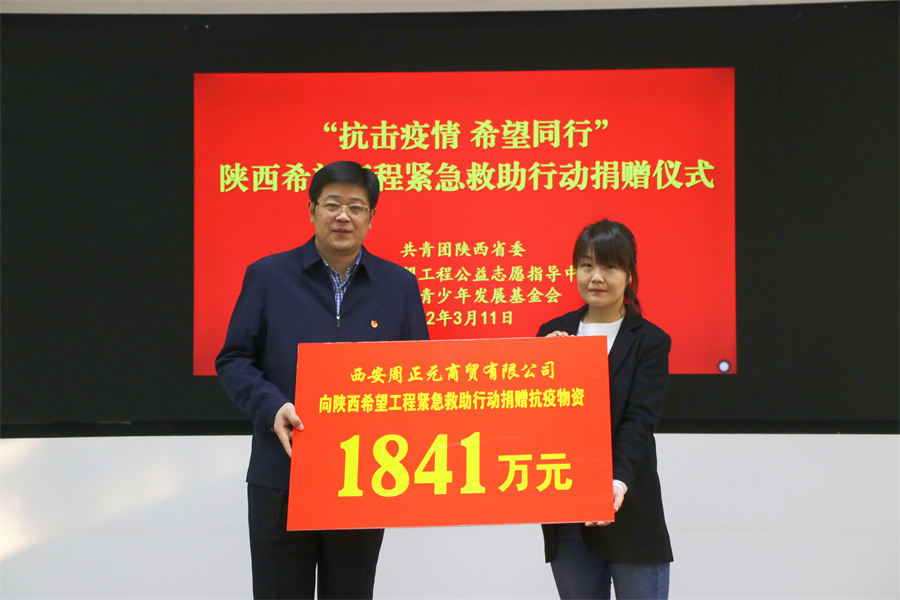 “抗击疫情 希望同行”
陕西希 程紧急救助行动捐赠仪式
共青团陕西省委
望工程公益志愿指导中
青少年发展基金会
2年3月11日
西安周正元商贸有限公司
向陕西希望工程紧急救助行动捐赠抗疫物资
1841万元